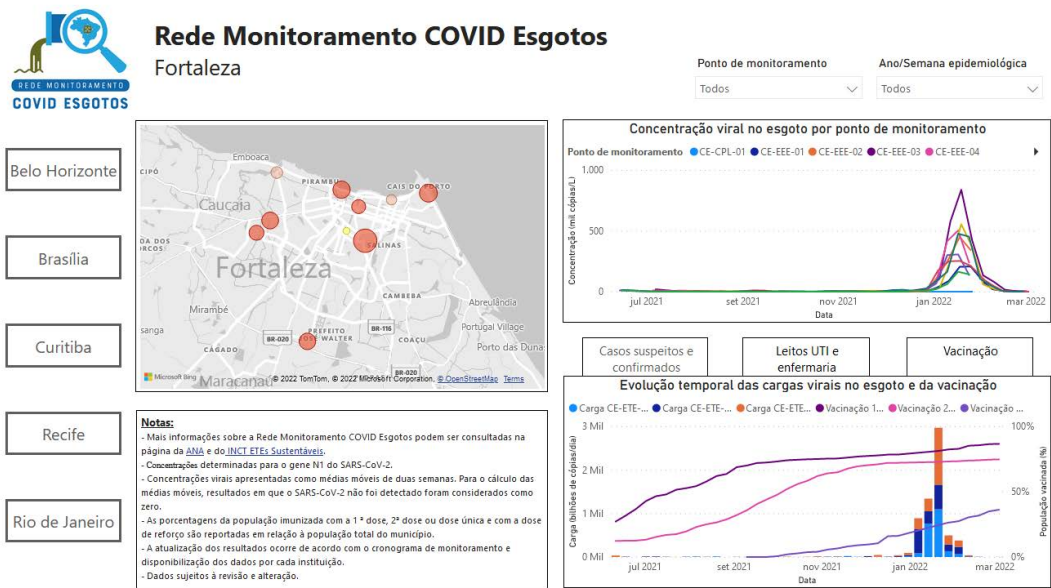 Rede Monitoramento COVID Esgotos
Fortaleza
REDE MONITORAMENTO
COVID ESGOTOS
Ponto de monitoramento
Ano/Semana epidemiológica
Todos
Todos
Belo Horizonte
Brasília
Curitiba
Recife
Rio de Janeiro
Emboaca
CIPÓ
PIRAMBU
CAIS DO PORTO
Caucaia
SALINAS
Fortaleza
CAMBEBA
Mirambé
Abreulândia
sanga
BR-020
PREFEITO
JOSÉ WALTER
BR-116
COAÇU
Portugal Village
CAGADO
Porto das Dunas
BR-020
Maracanaú
Microsoft Bing
© 2022 TomTom, © 2022 Microsoft Corporation, © OpenStreetMap Terms
Notas:
- Mais informações sobre a Rede Monitoramento COVID Esgotos podem ser consultadas na
página da ANA e do INCT ETEs Sustentáveis.
- Concentrações determinadas para o gene N1 do SARS-CoV-2.
- Concentrações virais apresentadas como médias móveis de duas semanas. Para o cálculo das
médias móveis, resultados em que o SARS-CoV-2 não foi detectado foram considerados como
zero.
- As porcentagens da população imunizada com a 1 ª dose, 2ª dose ou dose única e com a dose
de reforço são reportadas em relação à população total do município.
- A atualização dos resultados ocorre de acordo com o cronograma de monitoramento e
disponibilização dos dados por cada instituição.
- Dados sujeitos à revisão e alteração.
Concentração viral no esgoto por ponto de monitoramento
Ponto de monitoramento CE-CPL-01 CE-EEE-01 CE-EEE-02 CE-EEE-03 CE-EEE-04
Concentração (mil cópias/L)
1.000
500
0
jul 2021 set 2021 nov 2021 jan 2022 mar 2022
Data
Casos suspeitos e
confirmados
Leitos UTI e
enfermaria
Vacinação
Evolução temporal das cargas virais no esgoto e da vacinação
Carga CE-ETE-... Carga CE-ETE-... Carga CE-ETE... Vacinação 1... Vacinação 2... Vacinação ...
Carga (bilhões de cópias/dia)
3 Mil
2 Mil
1 Mil
0 Mil
100%
50%
0%
População vacinada (%)
jul 2021 set 2021 nov 2021 jan 2022 mar 2022
Data